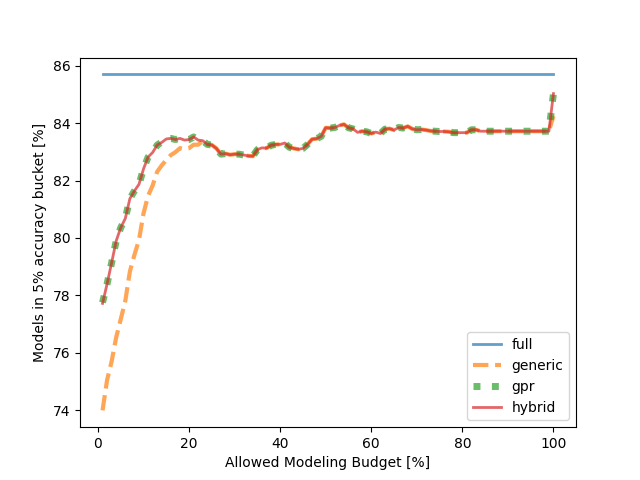 86
84
82
80
78
76
74
Models in 5% accuracy bucket [%]
0 20 40 60 80 100
Allowed Modeling Budget [%]
full
generic
gpr
hybrid